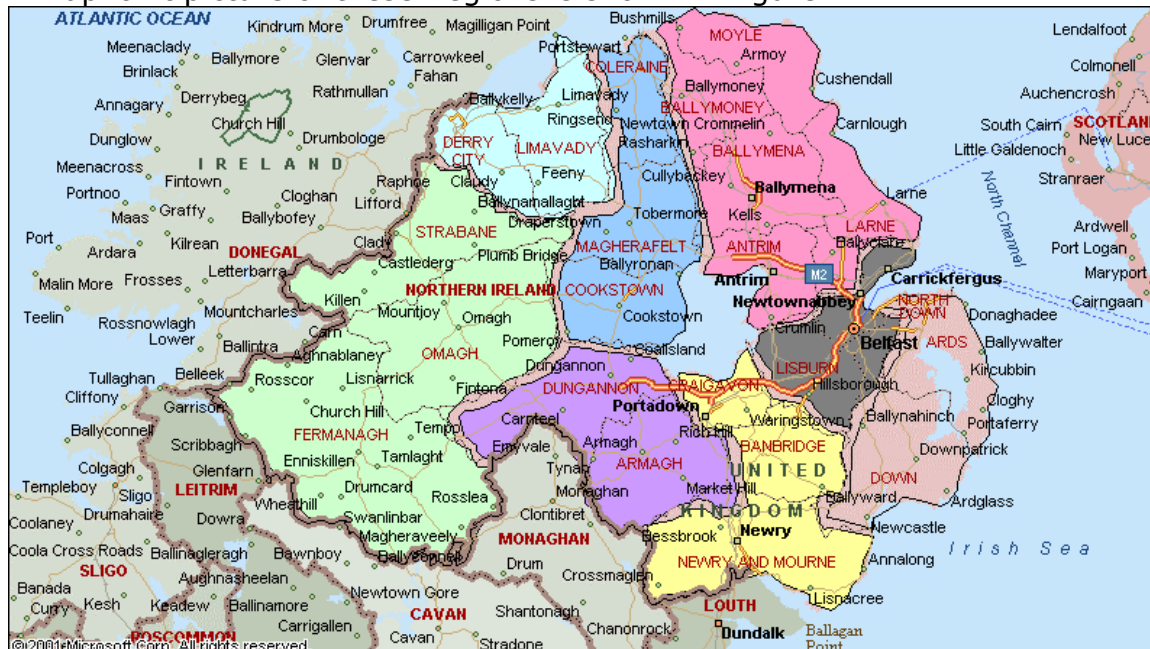 ATLANTIC OCEAN
Kindrum More
Drumfree
Magilligan Point
Bushmills
MOYLE
Lendalfoot
Meenaclady
Ballymore
Glenvar
Carrowkeel
Portstewart
Armoy
Brinlack
Fahan
COLERAINE
Colmonell
Cushendall
Derrybeg
Rathmullan
Ballykelly
Limavady
Ballymoney
Auchencrosh
Annagary
BALLYMONEY
Church Hill
Ringsend
Newtown Crommelin
Carnlough
South Cairn
SCOTLAN
Dunglow
Drumbologe
DERRY
CITY
LIMAVADY
Rasharkin
BALLYMENA
Little Galdenoch
New Luce
IRELAND
Meenacross
Raphoe
Claudy
Feeny
Cullybackey
Stranraer
Fintown
Portnoo
Cloghan
Lifford
Ballymena
Larne
North Channel
Maas
Graffy
Ballybofey
Ballynamallaght
Tobermore
Kells
Draperstown
LARNE
Ardwell
Port
Kilrean
Clady
STRABANE
MAGHERAFELT
ANTRIM
Ballyclare
Port Logan
Ardara
DONEGAL
Plumb Bridge
Castlederg
Ballyronan
M2
Letterbarra
Malin More
Frosses
Antrim
Carrickfergus
Maryport
NORTHERN IRELAND
COOKSTOWN
Killen
Newtownabbey
NORTH
DOWN
Cairngaan
Mountcharles
Mountjoy
Omagh
Cookstown
Donaghadee
Teelin
Rossnowlagh
Lower
Carn
Crumlin
Belfast
ARDS
Ballywalter
Ballintra
Aghnablaney
OMAGH
Pomeroy
Coalisland
Dungannon
LISBURN
Kircubbin
Tullaghan
Belleek
Rosscor
Lisnarrick
Fintona
DUNGANNON
CRAIGAVON
Hillsborough
Cliffony
Garrison
Church Hill
Carnteel
Portadown
Waringstown
Ballynahinch
Cloghy
Ballyconnell
FERMANAGH
Tempo
Rich Hill
Portaferry
Scribbagh
Emyvale
Armagh
BANBRIDGE
Downpatrick
Colgagh
Glenfarn
Enniskillen
Tamlaght
Tynan
ARMAGH
UNITED
KINGDOM
DOWN
Templeboy
Sligo
LEITRIM
Drumcard
Rosslea
Monaghan
Market Hill
Ballyward
Ardglass
Drumahaire
Wheathill
Coolaney
Dowra
Swanlinbar
Clontibret
Newry
Newcastle
Magheraveely
Bessbrook
Coola Cross Roads
Ballinagleragh
Bawnboy
Ballyconnell
MONAGHAN
Irish Sea
SLIGO
Aughnasheelan
Drum
Crossmaglen
NEWRY AND MOURNE
Annalong
Banada
Newtown Gore
Curry
Kesh
Keadew
Ballinamore
CAVAN
Shantonagh
LOUTH
Lisnacree
ROSCOMMON
Carrigallen
Cavan
Stradone
Chanonrock
Dundalk
Ballagan
Point
© 2001 Microsoft Corp. All rights reserved.